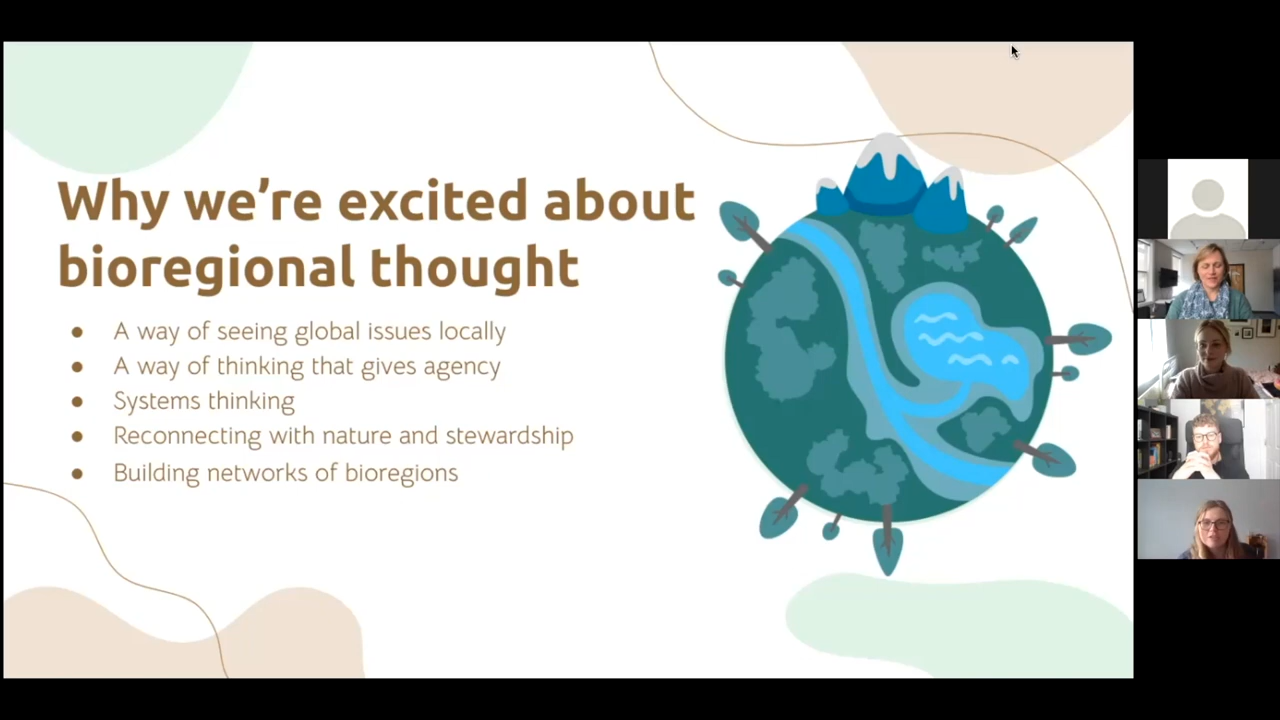 Why we're excited about
bioregional thought
● A way of seeing global issues locally
● A way of thinking that gives agency
● Systems thinking
● Reconnecting with nature and stewardship
● Building networks of bioregions